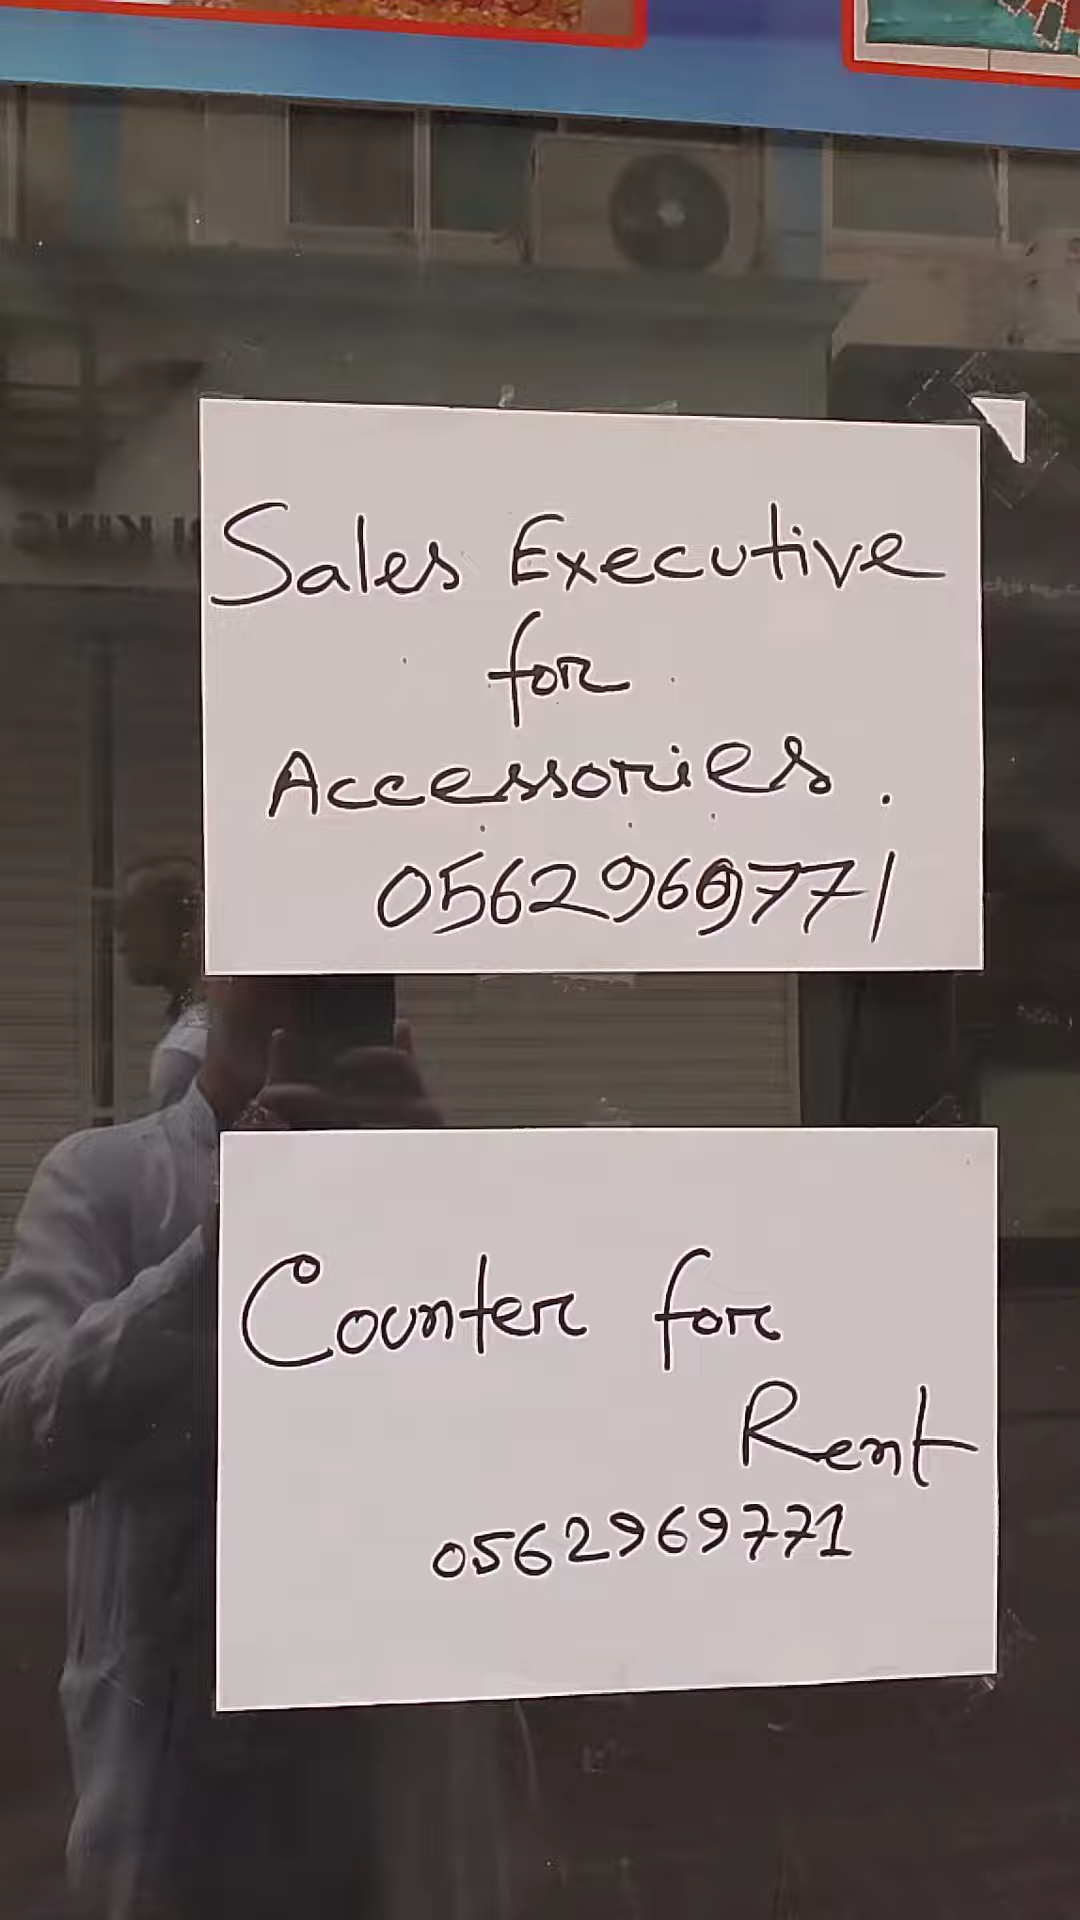 Sales Executive
for
Accessories.
0562969771
Counter for
Rent
0562969771